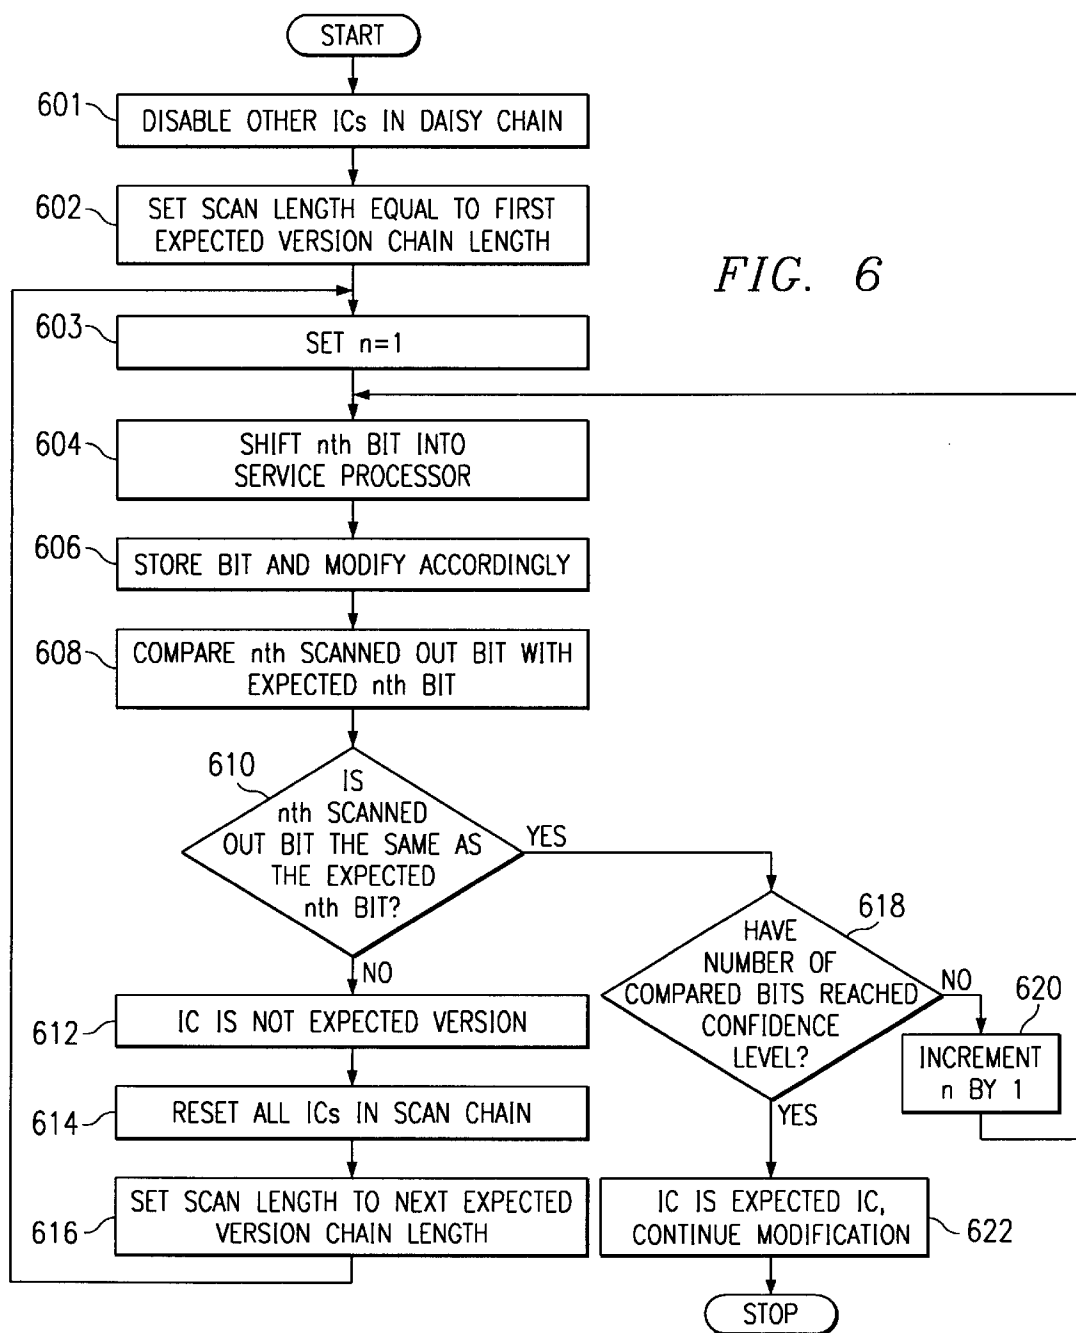 START
601
DISABLE OTHER ICs IN DAISY CHAIN
602
SET SCAN LENGTH EQUAL TO FIRST
EXPECTED VERSION CHAIN LENGTH
FIG. 6
603
SET n=1
604
SHIFT nth BIT INTO
SERVICE PROCESSOR
606
STORE BIT AND MODIFY ACCORDINGLY
608
COMPARE nth SCANNED OUT BIT WITH
EXPECTED nth BIT
610
IS
nth SCANNED
OUT BIT THE SAME AS
THE EXPECTED
nth BIT?
YES
NO
618
HAVE
NUMBER OF
COMPARED BITS REACHED
CONFIDENCE
LEVEL?
NO
YES
620
INCREMENT
n BY 1
612
IC IS NOT EXPECTED VERSION
614
RESET ALL ICs IN SCAN CHAIN
616
SET SCAN LENGTH TO NEXT EXPECTED
VERSION CHAIN LENGTH
IC IS EXPECTED IC,
CONTINUE MODIFICATION
622
STOP